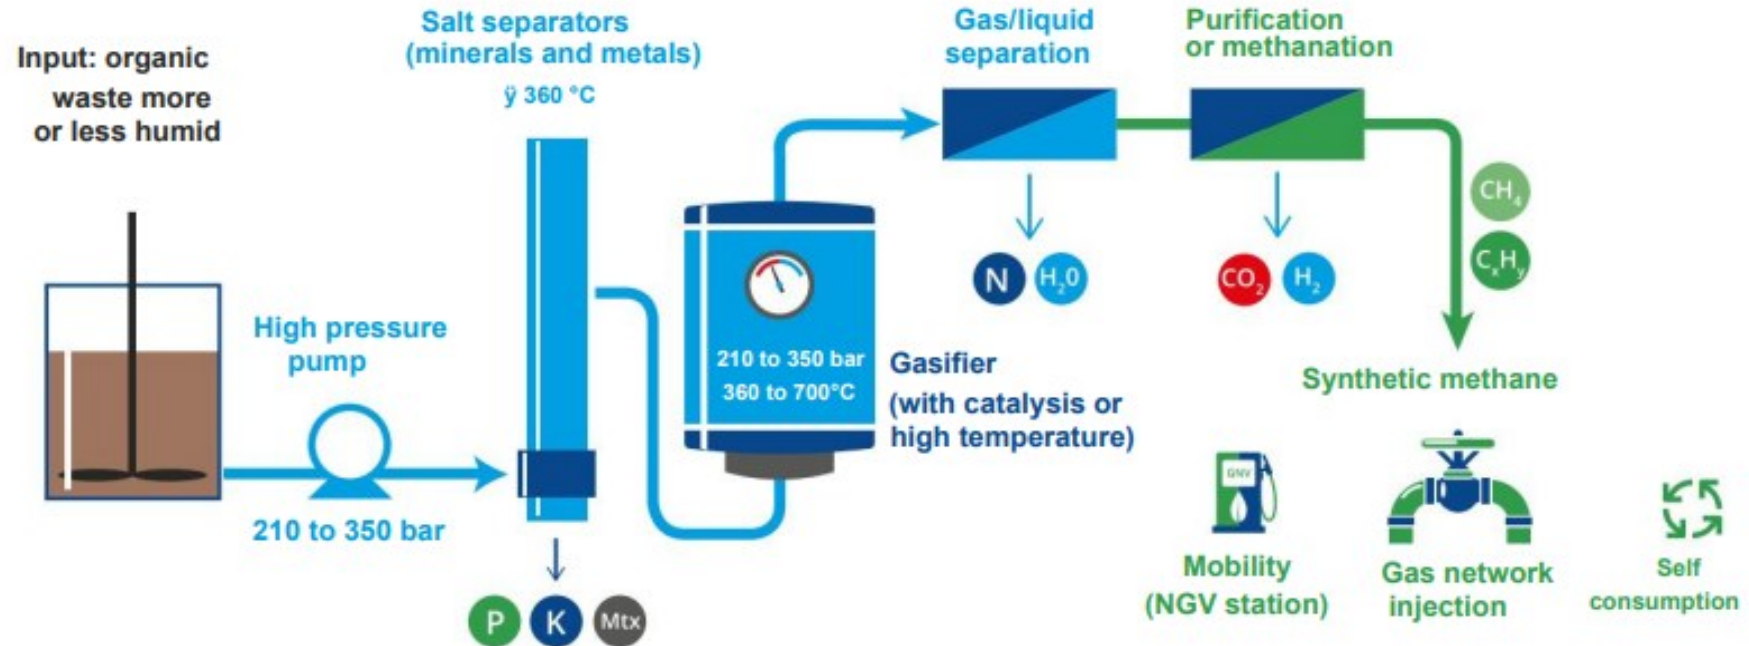 Input: organic
waste more
or less humid
High pressure
pump
210 to 350 bar
Salt separators
(minerals and metals)
ÿ 360 °C
P K Mtx
210 to 350 bar
360 to 700°C
Gasifier
(with catalysis or
high temperature)
Gas/liquid
separation
N H₂0
Purification
or methanation
CO₂ H₂
CH₄
CₓHᵧ
Synthetic methane
GNV
Mobility
(NGV station)
Gas network
injection
Self
consumption